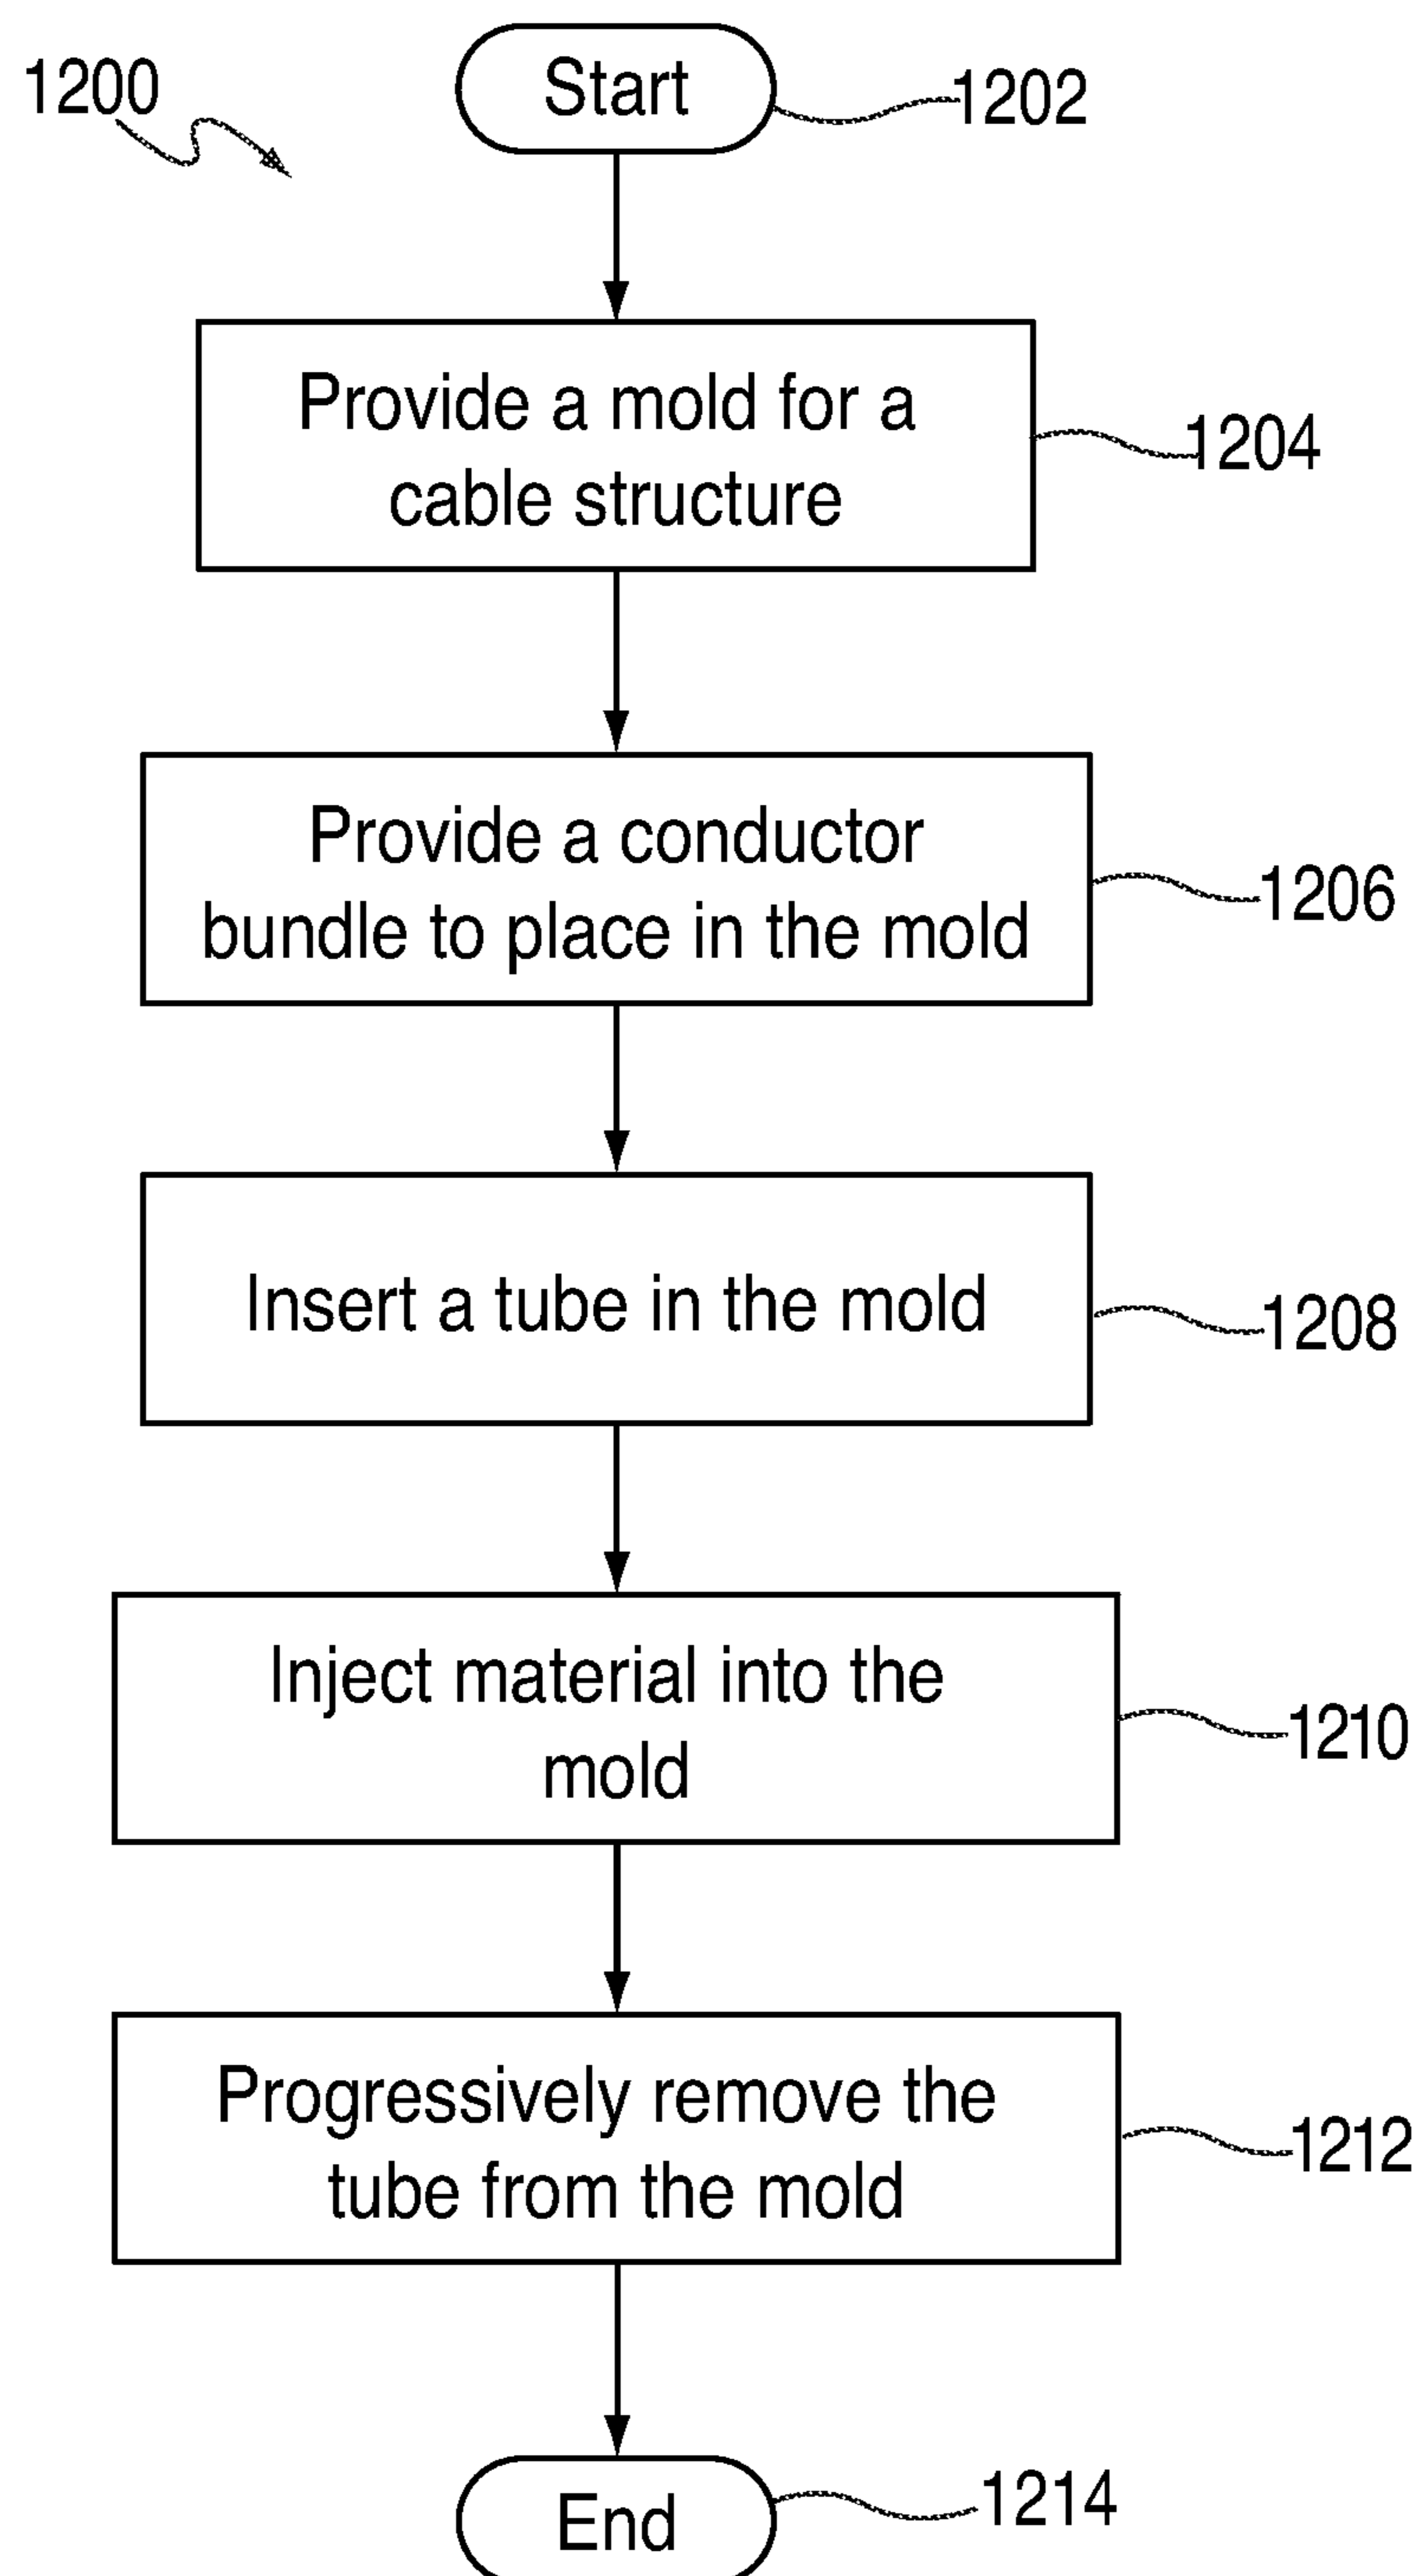 1200
Start
1202
Provide a mold for a
cable structure
1204
Provide a conductor
bundle to place in the mold
1206
Insert a tube in the mold
1208
Inject material into the
mold
1210
Progressively remove the
tube from the mold
1212
End
1214